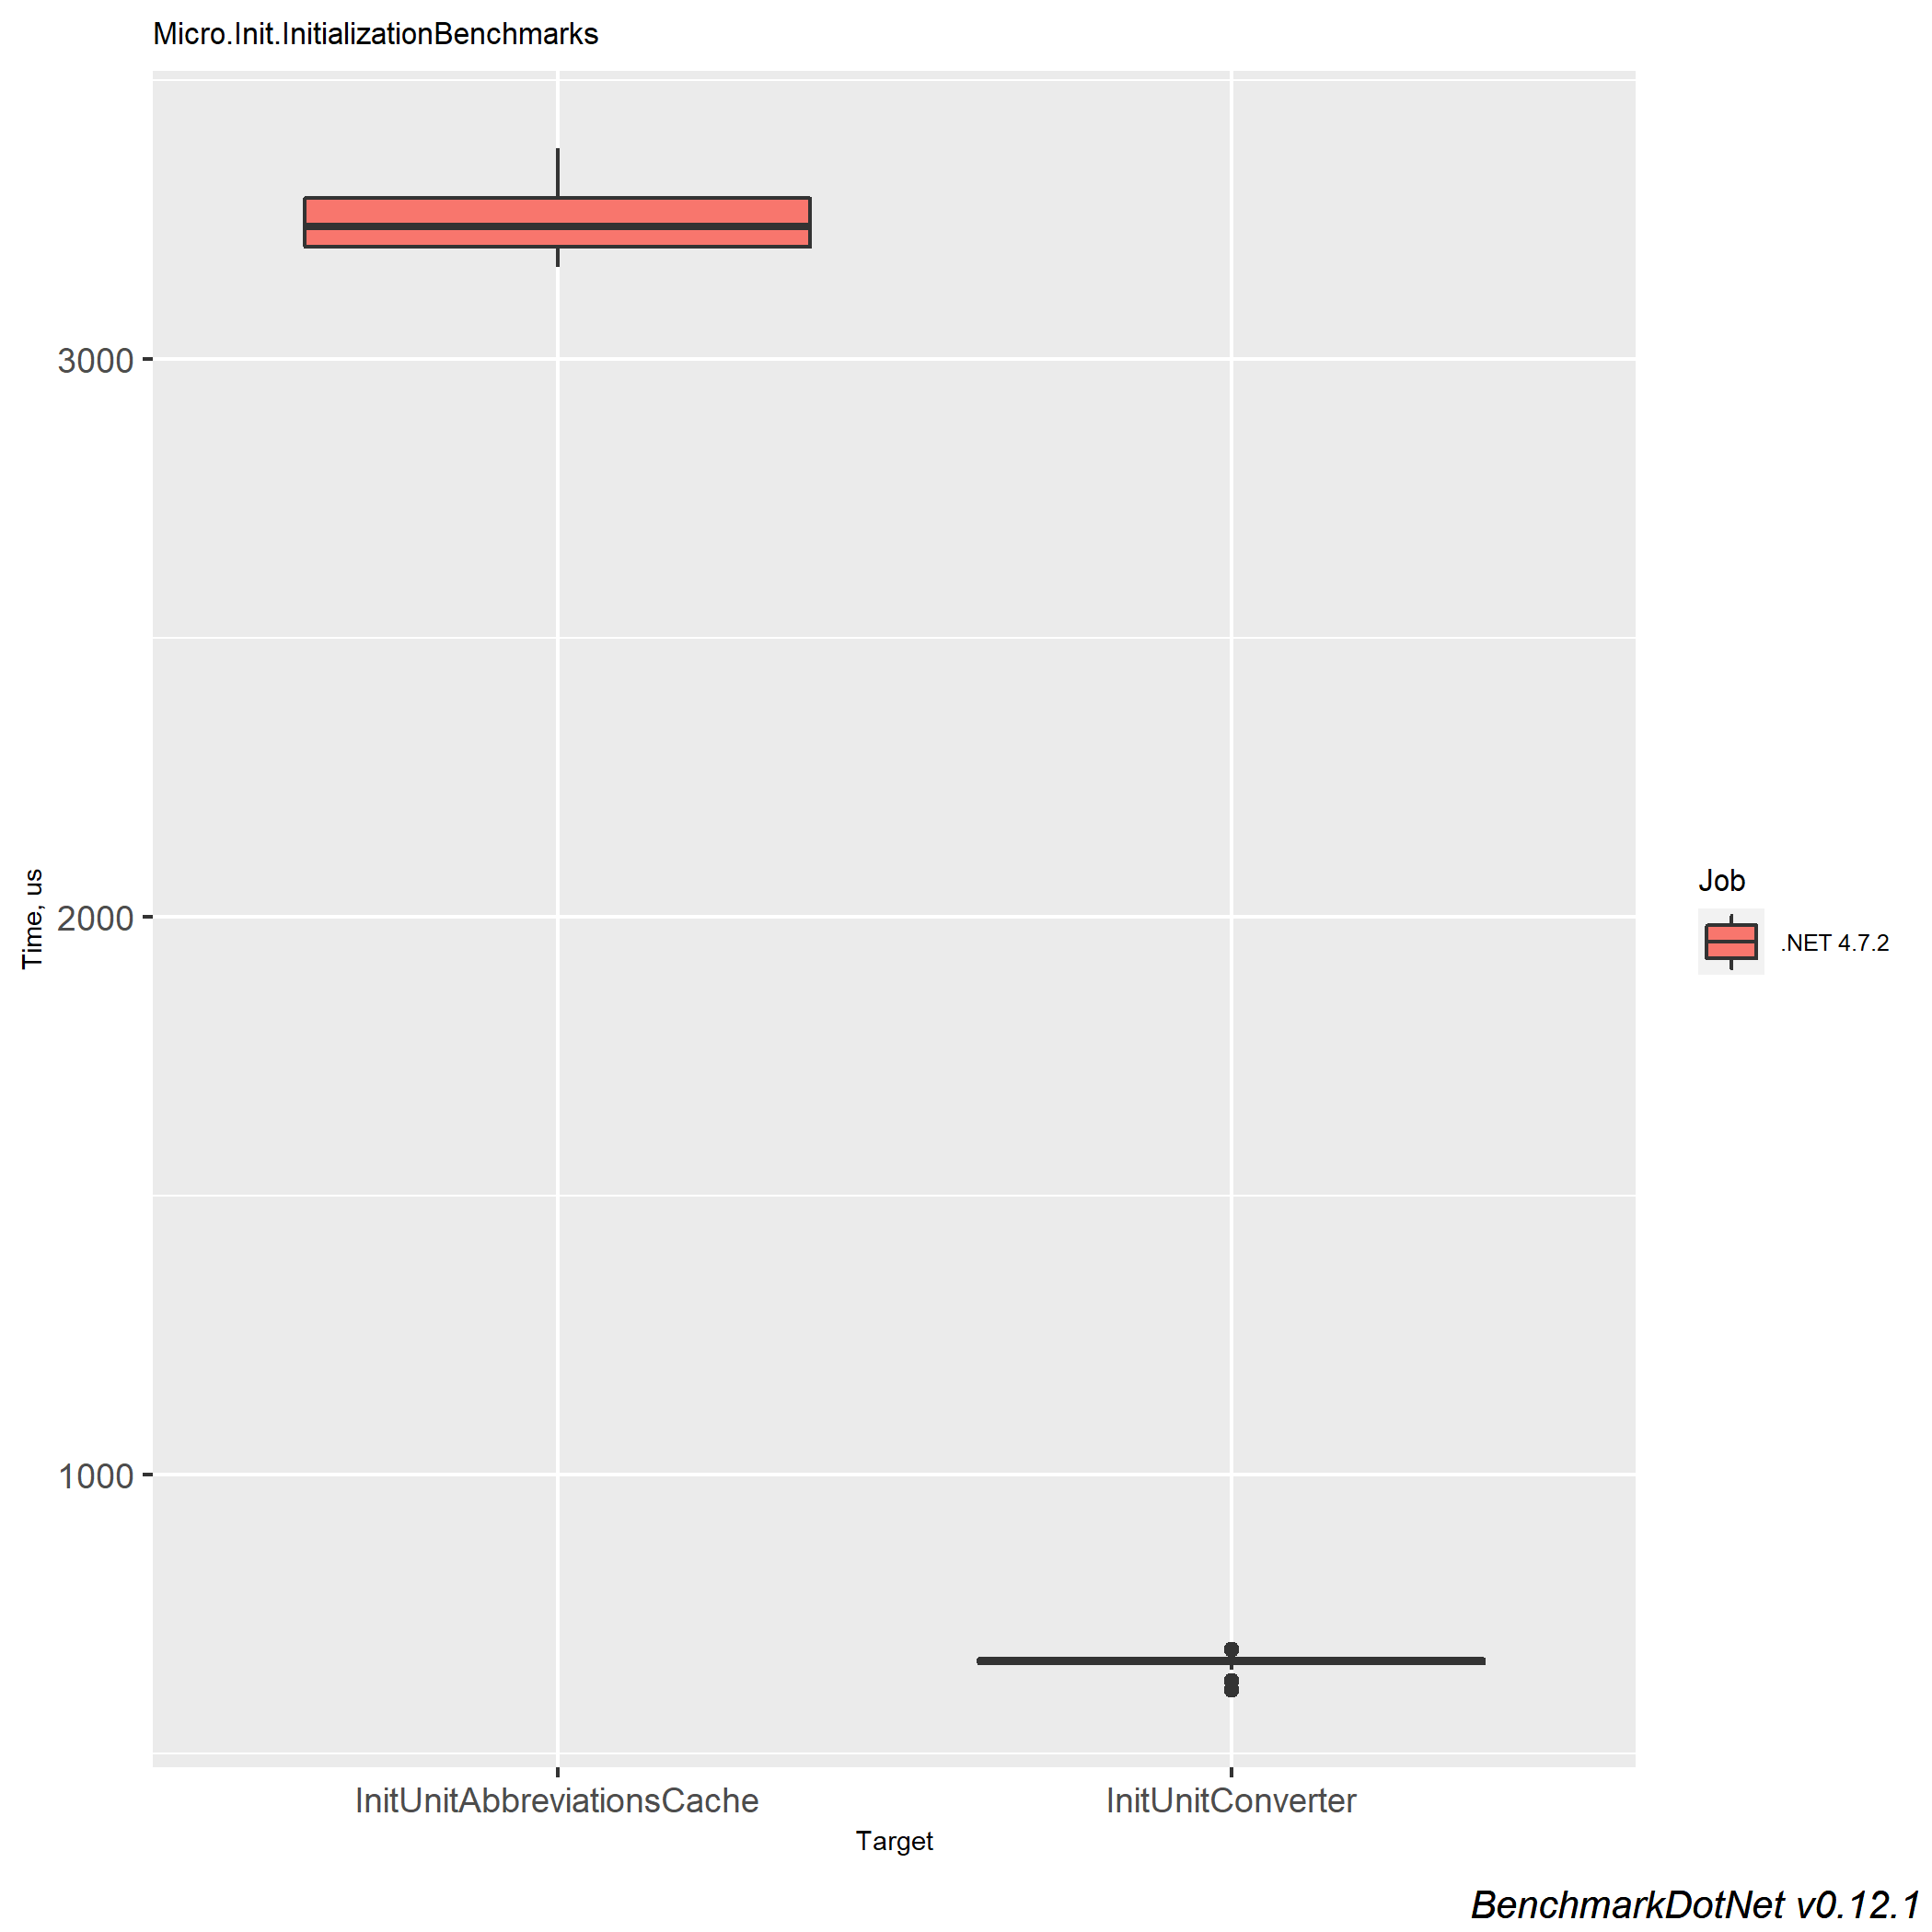 Micro.Init.InitializationBenchmarks
3000
2000
1000
Time, us
InitUnitAbbreviationsCache
InitUnitConverter
Target
Job
.NET 4.7.2
BenchmarkDotNet v0.12.1